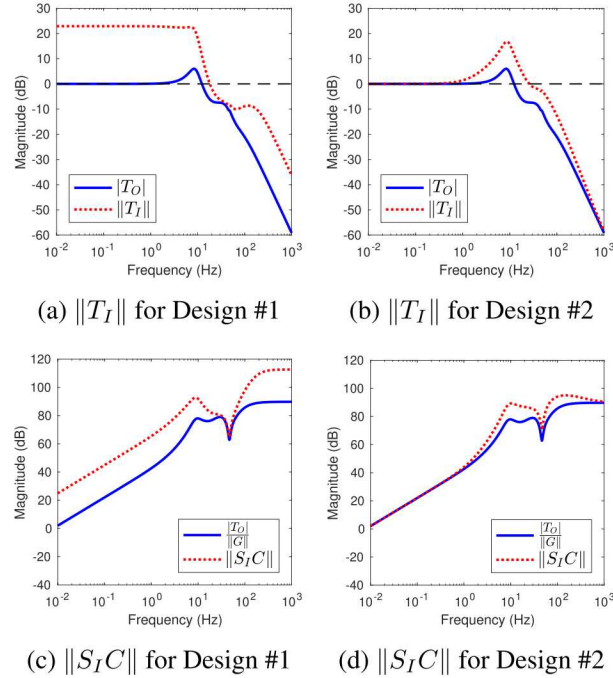 30
20
10
0
-10
-20
-30
-40
-50
-60
Magnitude (dB)
|T_O|
‖T_I‖
10^-2 10^-1 10^0 10^1 10^2 10^3
Frequency (Hz)
(a) ‖T_I‖ for Design #1
30
20
10
0
-10
-20
-30
-40
-50
-60
Magnitude (dB)
|T_O|
‖T_I‖
10^-2 10^-1 10^0 10^1 10^2 10^3
Frequency (Hz)
(b) ‖T_I‖ for Design #2
120
100
80
60
40
20
0
-20
-40
Magnitude (dB)
|T_O|
‖G‖
‖S_I C‖
10^-2 10^-1 10^0 10^1 10^2 10^3
Frequency (Hz)
(c) ‖S_I C‖ for Design #1
120
100
80
60
40
20
0
-20
-40
Magnitude (dB)
|T_O|
‖G‖
‖S_I C‖
10^-2 10^-1 10^0 10^1 10^2 10^3
Frequency (Hz)
(d) ‖S_I C‖ for Design #2